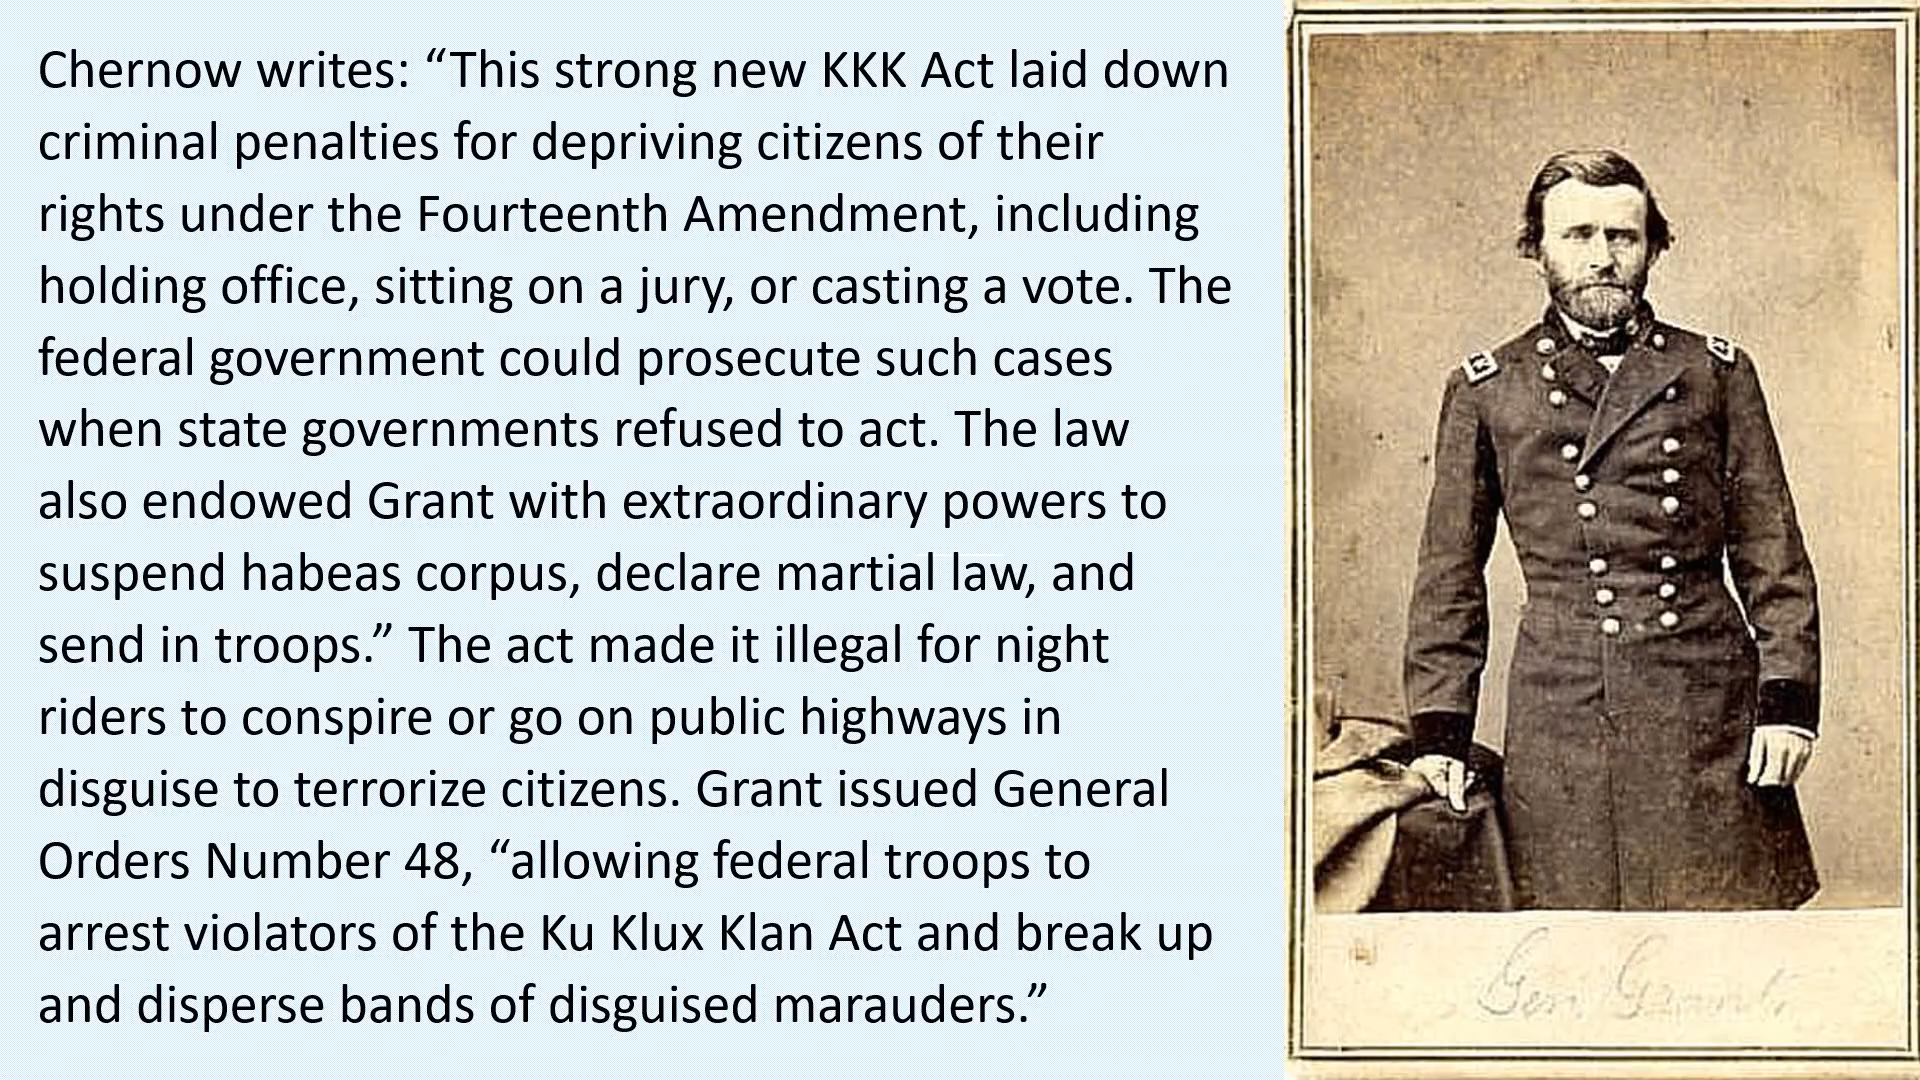 Chernow writes: “This strong new KKK Act laid down
criminal penalties for depriving citizens of their
rights under the Fourteenth Amendment, including
holding office, sitting on a jury, or casting a vote. The
federal government could prosecute such cases
when state governments refused to act. The law
also endowed Grant with extraordinary powers to
suspend habeas corpus, declare martial law, and
send in troops.” The act made it illegal for night
riders to conspire or go on public highways in
disguise to terrorize citizens. Grant issued General
Orders Number 48, “allowing federal troops to
arrest violators of the Ku Klux Klan Act and break up
and disperse bands of disguised marauders.”
Gen. Grant